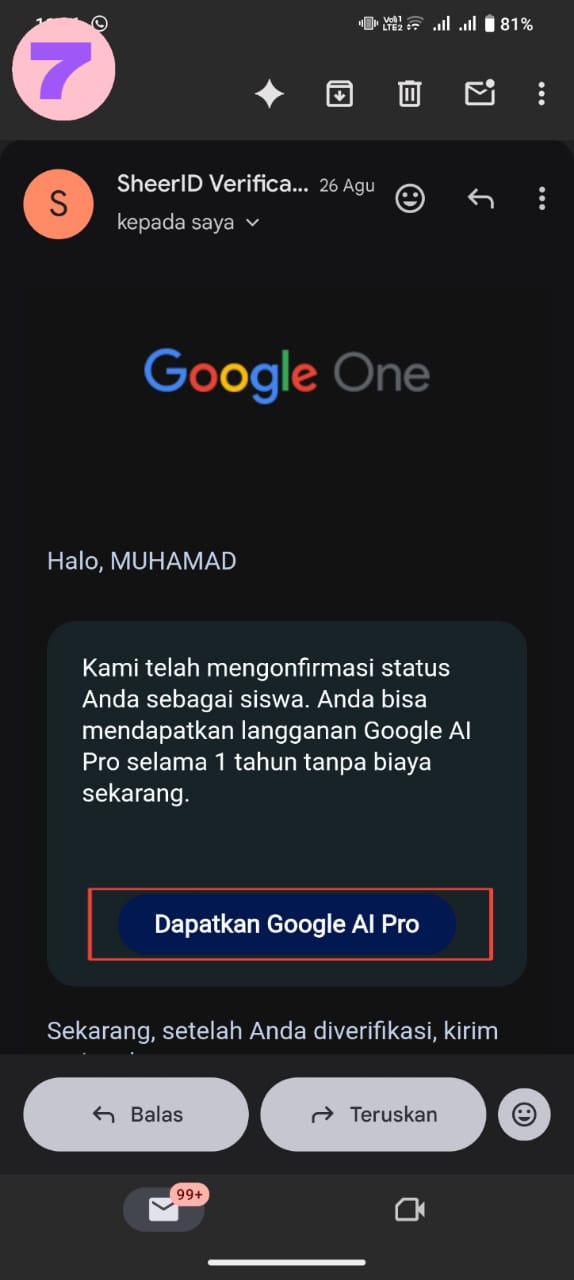 7
81%
S
SheerID Verifica... 26 Agu
kepada saya
Google One
Halo, MUHAMAD
Kami telah mengonfirmasi status
Anda sebagai siswa. Anda bisa
mendapatkan langganan Google AI
Pro selama 1 tahun tanpa biaya
sekarang.
Dapatkan Google AI Pro
Sekarang, setelah Anda diverifikasi, kirim
Balas
Teruskan
99+